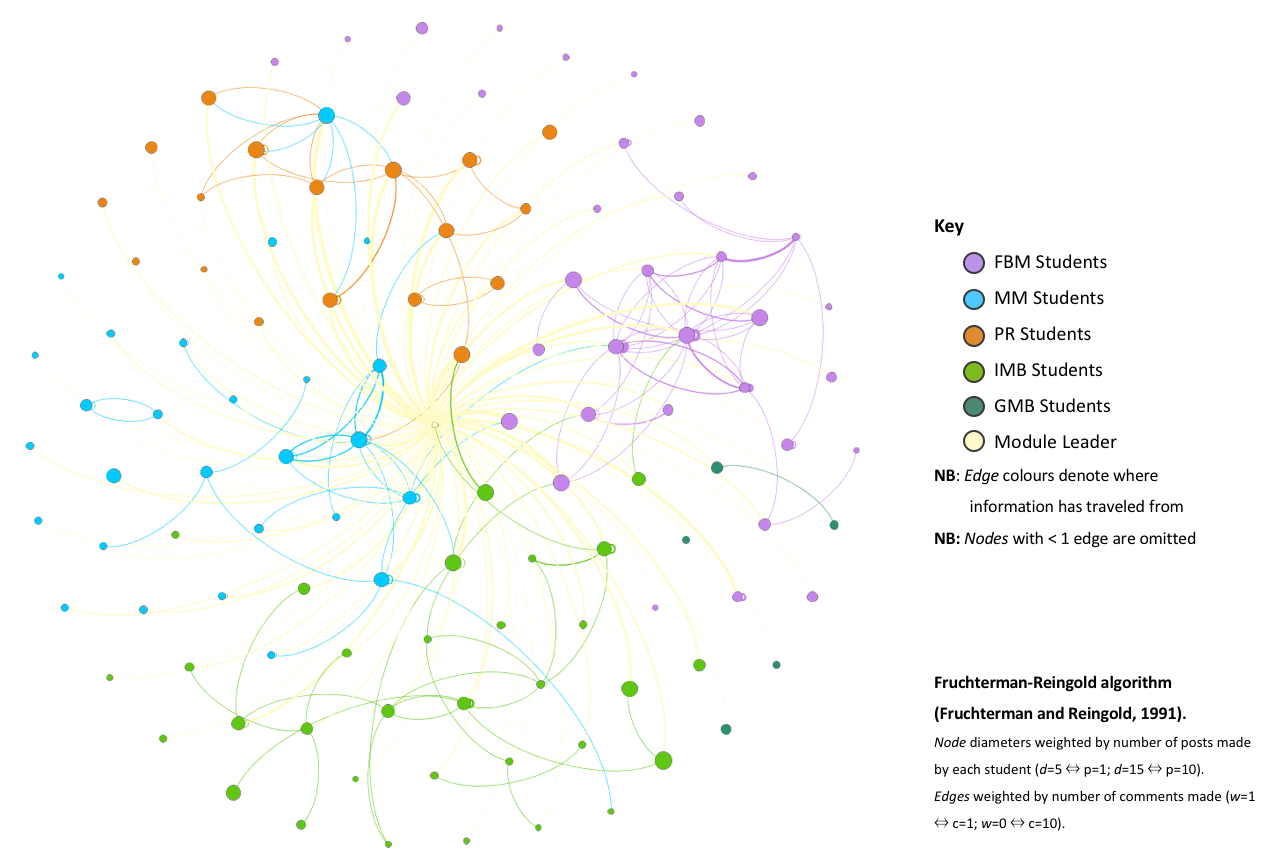 Key
FBM Students
MM Students
PR Students
IMB Students
GMB Students
Module Leader
NB: Edge colours denote where
information has traveled from
NB: Nodes with < 1 edge are omitted
Fruchterman-Reingold algorithm
(Fruchterman and Reingold, 1991).
Node diameters weighted by number of posts made
by each student (d=5 ⇔ p=1; d=15 ⇔ p=10).
Edges weighted by number of comments made (w=1
⇔ c=1; w=0 ⇔ c=10).